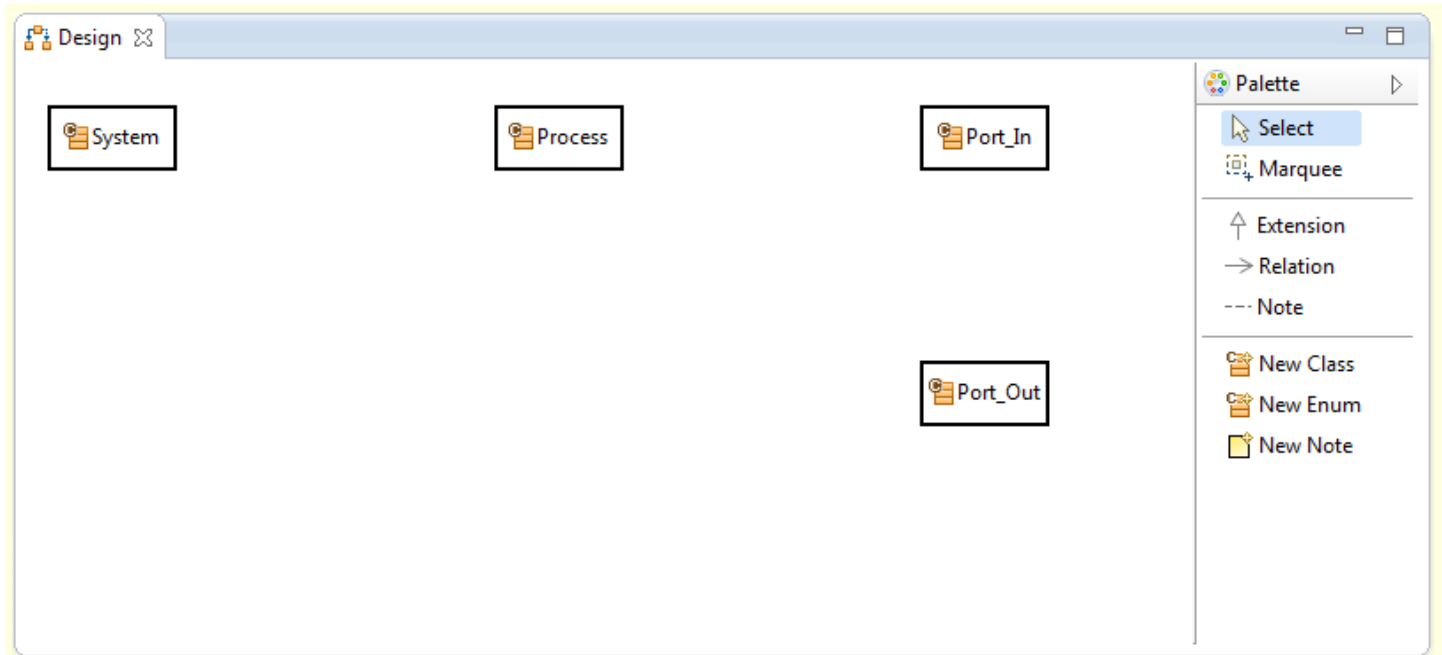 Design
Palette
System
Process
Port_In
Select
Marquee
Extension
Relation
Note
New Class
Port_Out
New Enum
New Note